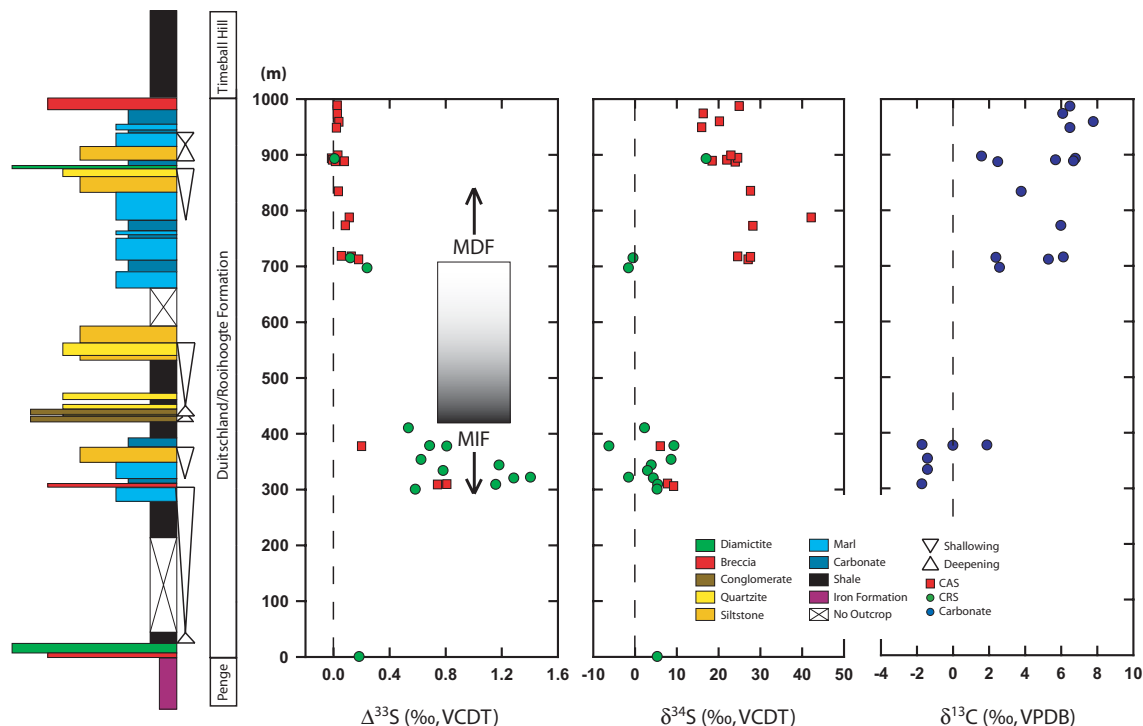 Timeball Hill
Duitschland/Rooihoogte Formation
Penge
(m)
1000
900
800
700
600
500
400
300
200
100
0
MDF
MIF
0.0 0.4 0.8 1.2 1.6
Δ³³S (‰, VCDT)
-10 0 10 20 30 40 50
δ³⁴S (‰, VCDT)
-4 -2 0 2 4 6 8 10
δ¹³C (‰, VPDB)
Diamictite
Breccia
Conglomerate
Quartzite
Siltstone
Marl
Carbonate
Shale
Iron Formation
No Outcrop
Shallowing
Deepening
CAS
CRS
Carbonate